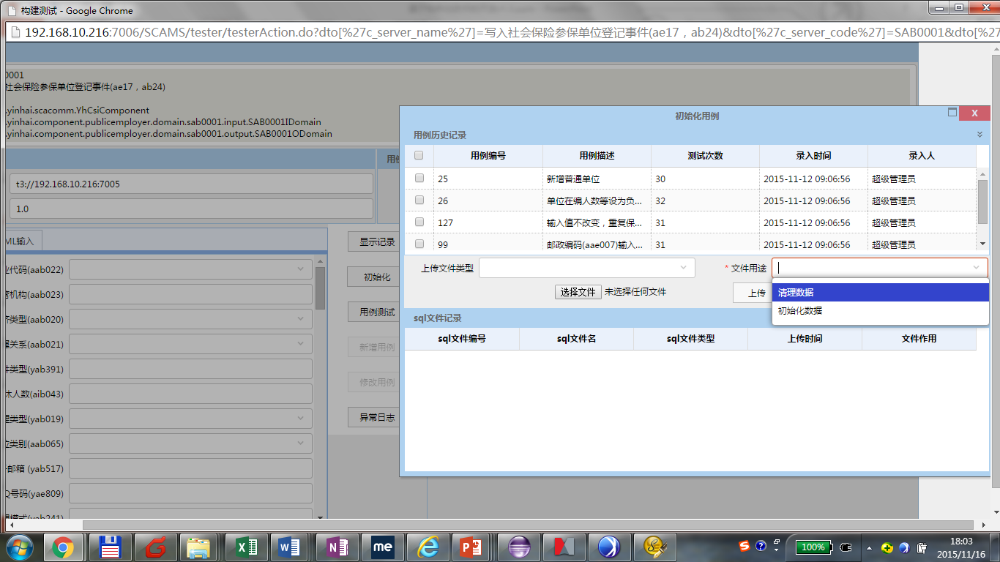 构建测试 - Google Chrome
192.168.10.216:7006/SCAMS/tester/testerAction.do?dto[%27c_server_name%27]=写入社会保险参保单位登记事件(ae17，ab24)&dto[%27c_server_code%27]=SAB0001&dto[%27
0001
社会保险参保单位登记事件(ae17，ab24)
.yinhai.scacomm.YhCsiComponent
.yinhai.component.publicemployer.domain.sab0001.input.SAB0001IDomain
.yinhai.component.publicemployer.domain.sab0001.output.SAB0001ODomain
用例
t3://192.168.10.216:7005
1.0
ML输入
代码(aab022)
机构(aab023)
类型(aab020)
关系(aab021)
类型(yab391)
休人数(aib043)
类型(yab019)
类别(aab065)
邮箱 (yab517)
Q号码(yae809)
模式(yab241)
显示记录
初始化
用例测试
新增用例
修改用例
异常日志
初始化用例
X
用例历史记录
用例编号 用例描述 测试次数 录入时间 录入人
25 新增普通单位 30 2015-11-12 09:06:56 超级管理员
26 单位在编人数等设为负... 32 2015-11-12 09:06:56 超级管理员
127 输入值不改变，重复保... 31 2015-11-12 09:06:56 超级管理员
99 邮政编码(aae007)输入... 31 2015-11-12 09:06:56 超级管理员
上传文件类型 * 文件用途
选择文件 未选择任何文件 上传
清理数据
初始化数据
sql文件记录
sql文件编号 sql文件名 sql文件类型 上传时间 文件作用
me
100%
18:03
2015/11/16